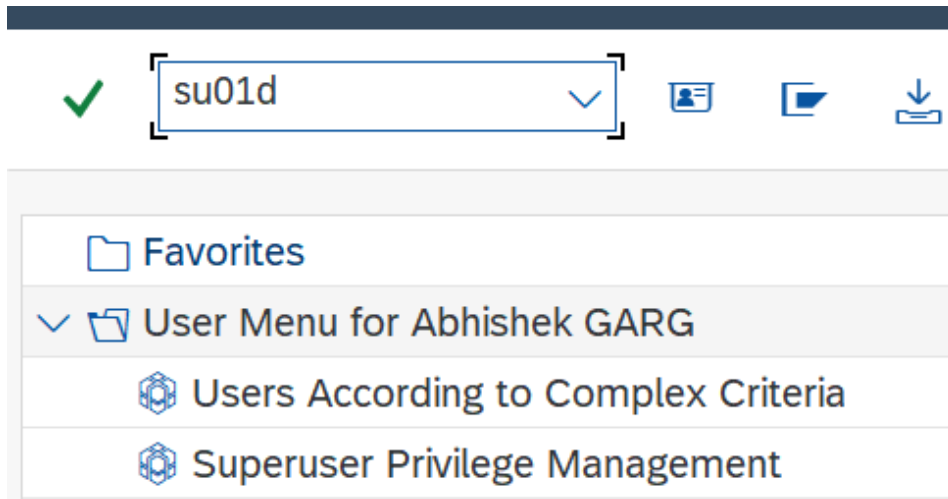 su01d
Favorites
User Menu for Abhishek GARG
Users According to Complex Criteria
Superuser Privilege Management